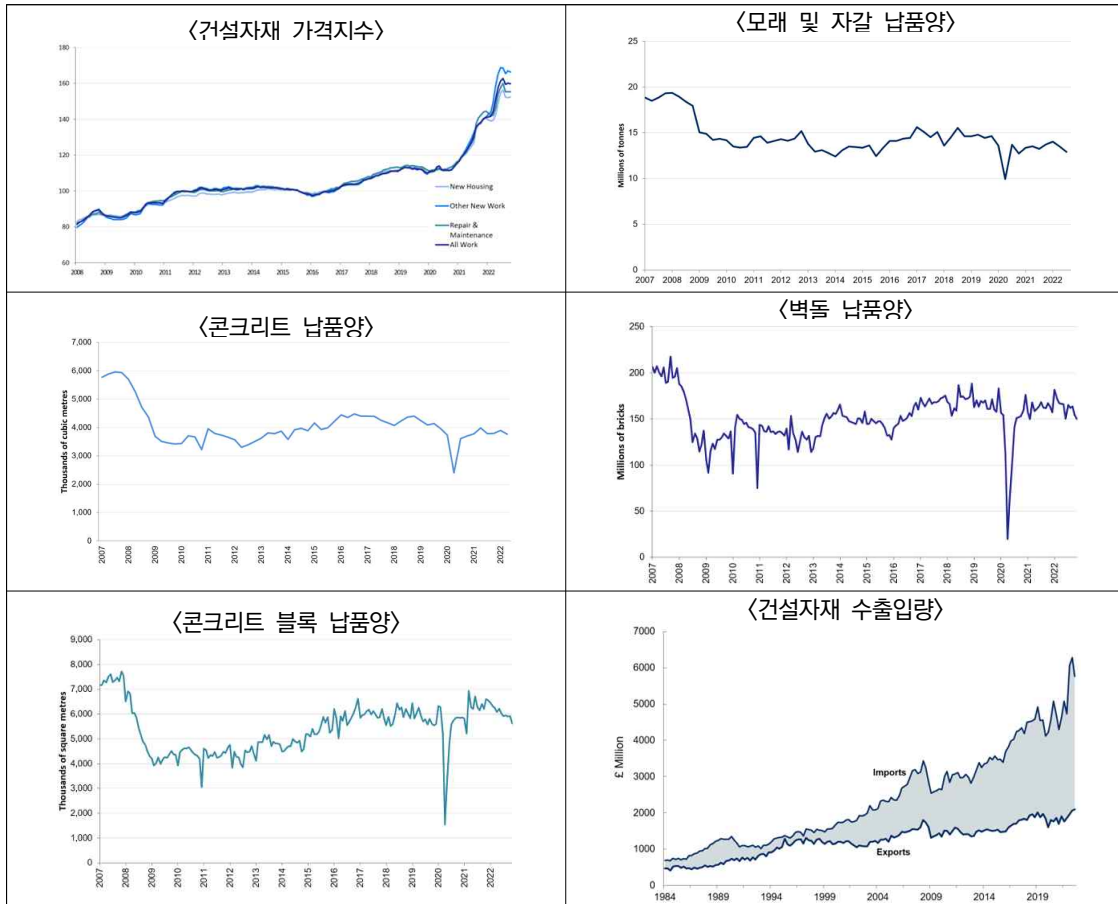 〈건설자재 가격지수〉
180
160
140
120
100
80
60
New Housing
Other New Work
Repair &
Maintenance
All Work
2008 2009 2010 2011 2012 2013 2014 2015 2016 2017 2018 2019 2020 2021 2022
〈모래 및 자갈 납품양〉
25
20
15
10
5
0
Millions of tonnes
2007 2008 2009 2010 2011 2012 2013 2014 2015 2016 2017 2018 2019 2020 2021 2022
〈콘크리트 납품양〉
7,000
6,000
5,000
4,000
3,000
2,000
1,000
0
Thousands of cubic metres
2007 2008 2009 2010 2011 2012 2013 2014 2015 2016 2017 2018 2019 2020 2021 2022
〈벽돌 납품양〉
250
200
150
100
50
0
Millions of bricks
2007 2008 2009 2010 2011 2012 2013 2014 2015 2016 2017 2018 2019 2020 2021 2022
〈콘크리트 블록 납품양〉
9,000
8,000
7,000
6,000
5,000
4,000
3,000
2,000
1,000
0
Thousands of square metres
2007 2008 2009 2010 2011 2012 2013 2014 2015 2016 2017 2018 2019 2020 2021 2022
〈건설자재 수출입량〉
7000
6000
5000
4000
3000
2000
1000
0
£ Million
Imports
Exports
1984 1989 1994 1999 2004 2009 2014 2019